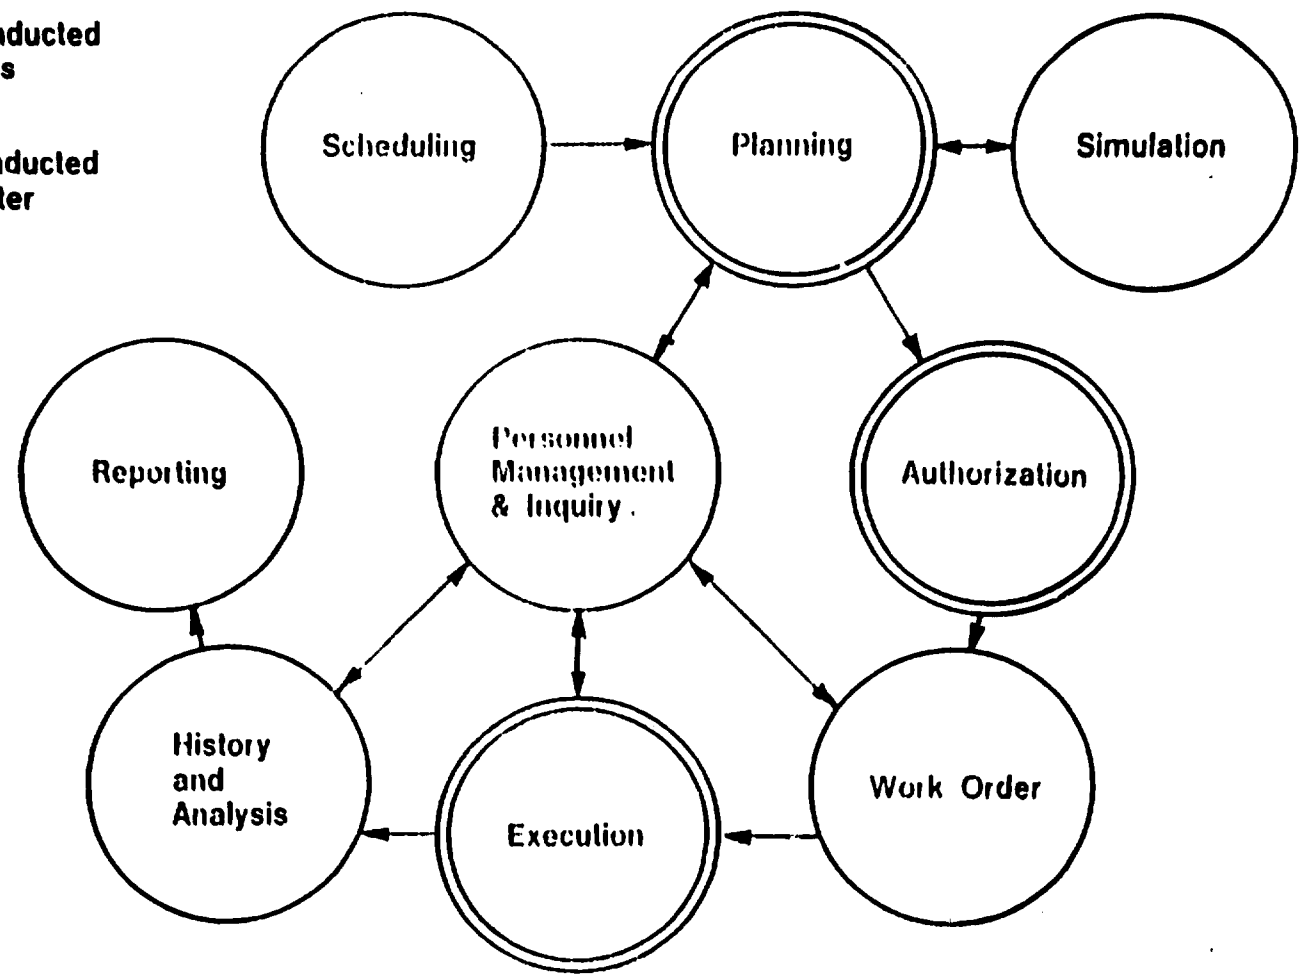 nducted
s
nducted
ter
Scheduling
Planning
Simulation
Reporting
Personnel
Management
& Inquiry
Authorization
History
and
Analysis
Execution
Work Order